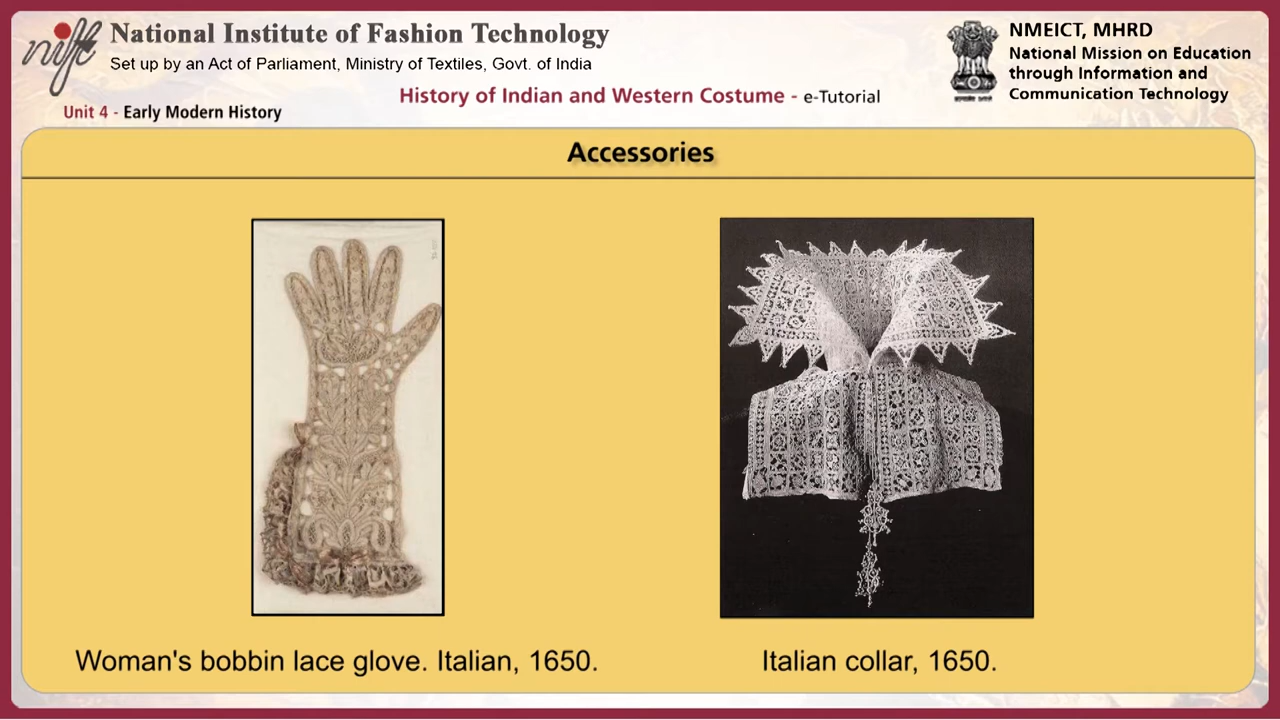 nift
National Institute of Fashion Technology
Set up by an Act of Parliament, Ministry of Textiles, Govt. of India
NMEICT, MHRD
National Mission on Education
through Information and
Communication Technology
History of Indian and Western Costume - e-Tutorial
Unit 4 - Early Modern History
Accessories
Woman's bobbin lace glove. Italian, 1650.
Italian collar, 1650.